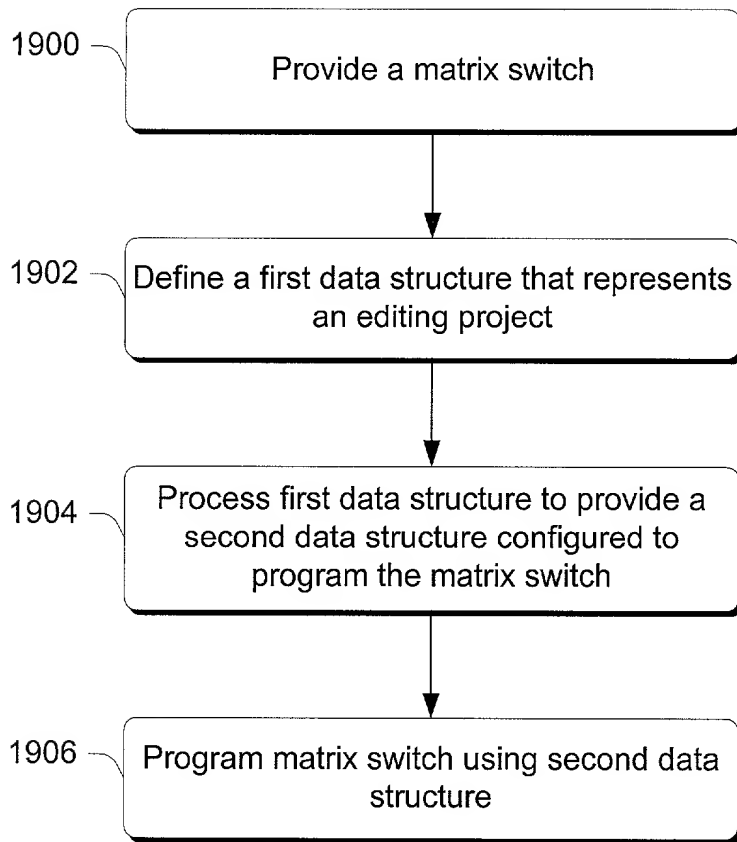 1900
Provide a matrix switch
1902
Define a first data structure that represents
an editing project
1904
Process first data structure to provide a
second data structure configured to
program the matrix switch
1906
Program matrix switch using second data
structure